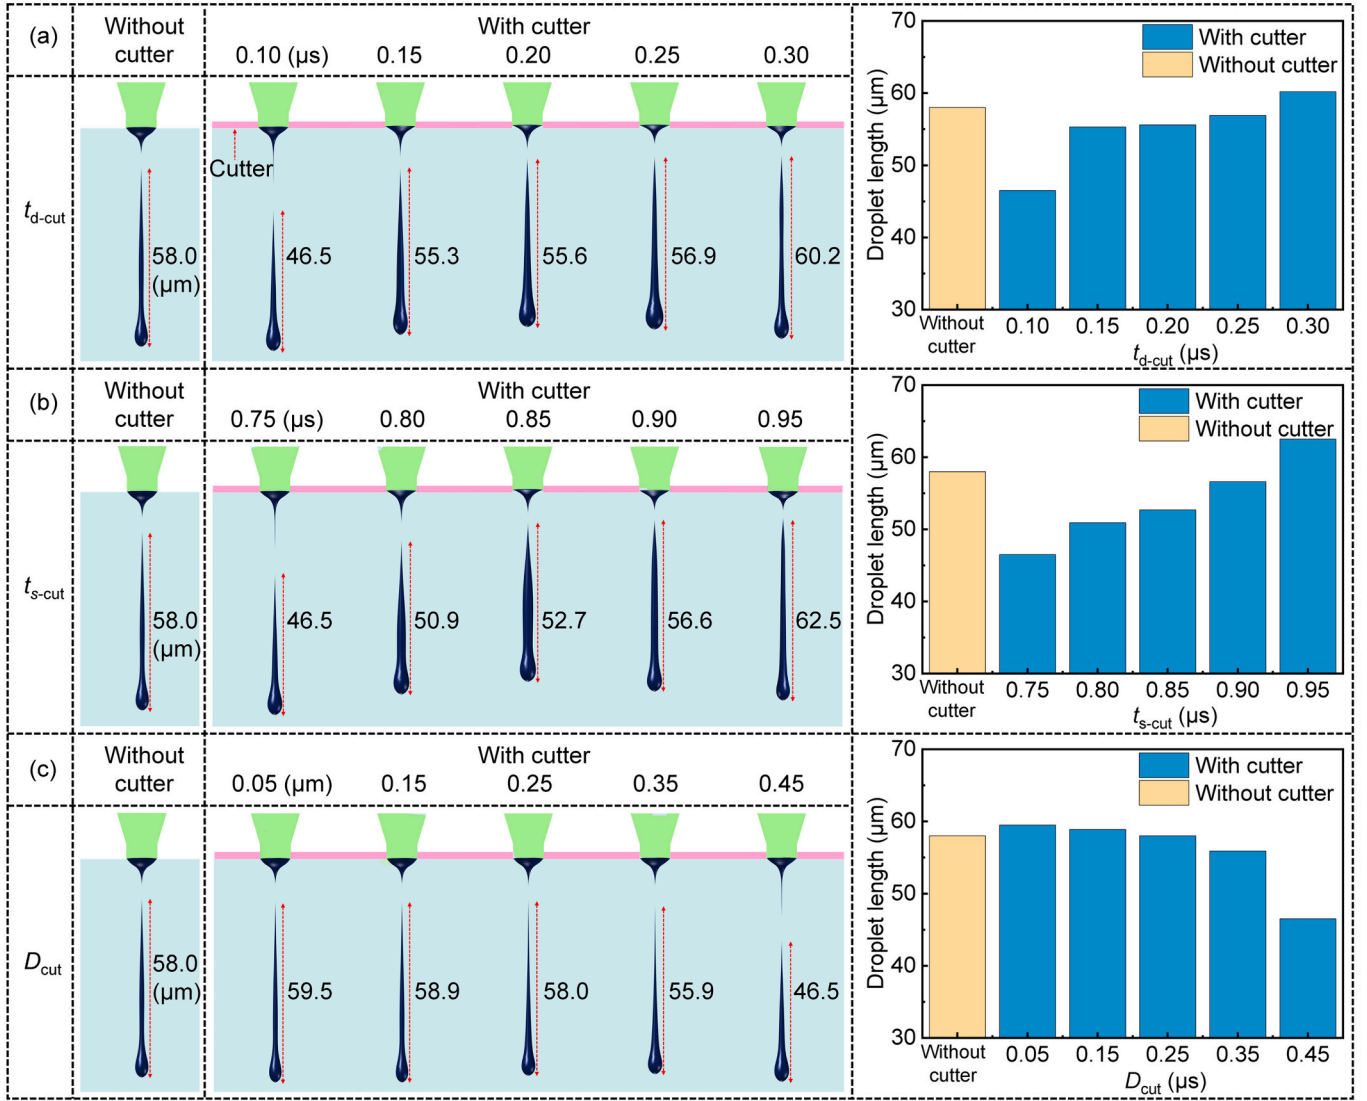 (a)
Without
cutter
With cutter
0.10 (μs) 0.15 0.20 0.25 0.30
Cutter
t_d-cut
58.0
(μm)
46.5 55.3 55.6 56.9 60.2
Droplet length (μm)
70
60
50
40
30
With cutter
Without cutter
Without
cutter
0.10 0.15 0.20 0.25 0.30
t_d-cut (μs)
(b)
Without
cutter
With cutter
0.75 (μs) 0.80 0.85 0.90 0.95
t_s-cut
58.0
(μm)
46.5 50.9 52.7 56.6 62.5
Droplet length (μm)
70
60
50
40
30
With cutter
Without cutter
Without
cutter
0.75 0.80 0.85 0.90 0.95
t_s-cut (μs)
(c)
Without
cutter
With cutter
0.05 (μm) 0.15 0.25 0.35 0.45
D_cut
58.0
(μm)
59.5 58.9 58.0 55.9 46.5
Droplet length (μm)
70
60
50
40
30
With cutter
Without cutter
Without
cutter
0.05 0.15 0.25 0.35 0.45
D_cut (μs)